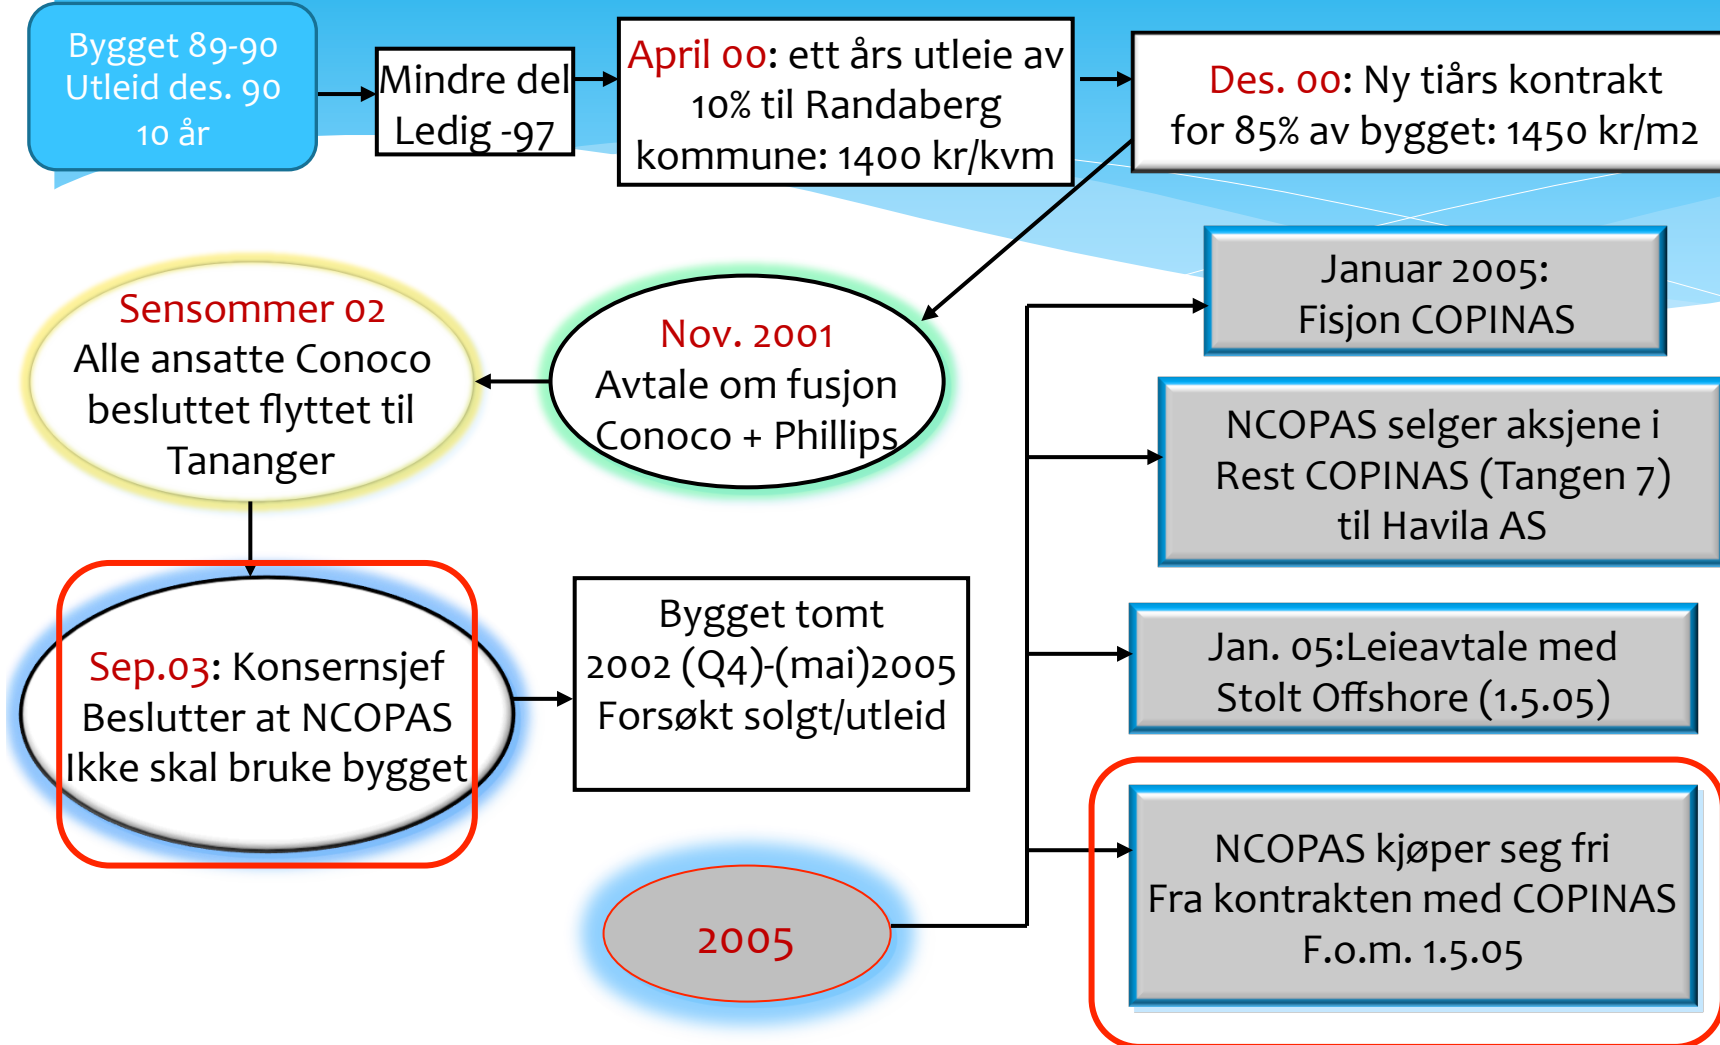 Bygget 89-90
Utleid des. 90
10 år
Mindre del
Ledig -97
April 00: ett års utleie av
10% til Randaberg
kommune: 1400 kr/kvm
Des. 00: Ny tiårs kontrakt
for 85% av bygget: 1450 kr/m2
Nov. 2001
Avtale om fusjon
Conoco + Phillips
Sensommer 02
Alle ansatte Conoco
besluttet flyttet til
Tananger
Sep.03: Konsernsjef
Beslutter at NCOPAS
Ikke skal bruke bygget
Bygget tomt
2002 (Q4)-(mai)2005
Forsøkt solgt/utleid
2005
Januar 2005:
Fisjon COPINAS
NCOPAS selger aksjene i
Rest COPINAS (Tangen 7)
til Havila AS
Jan. 05:Leieavtale med
Stolt Offshore (1.5.05)
NCOPAS kjøper seg fri
Fra kontrakten med COPINAS
F.o.m. 1.5.05